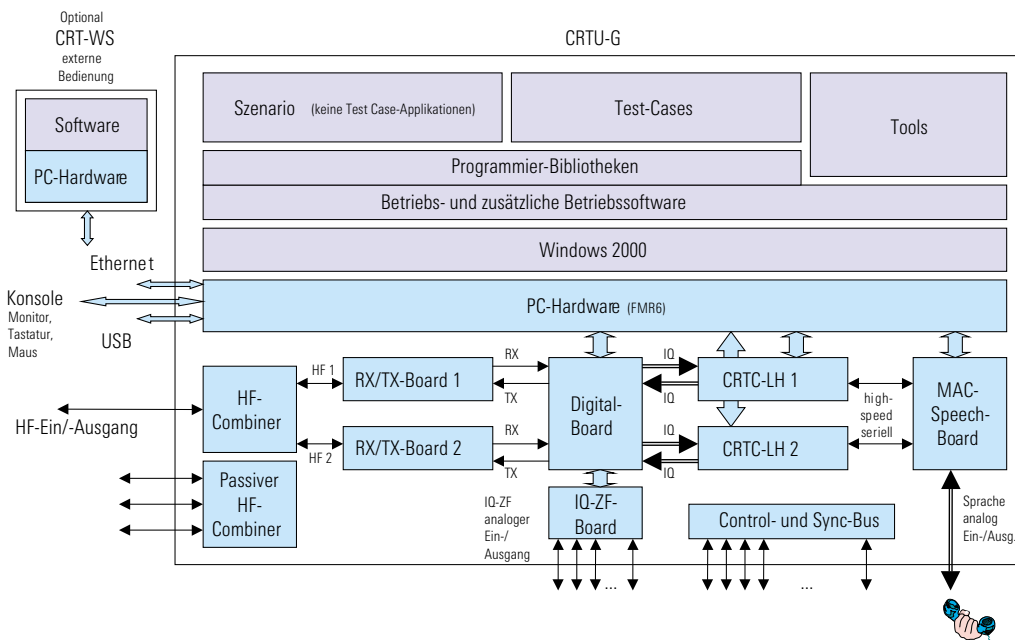 Optional
CRT-WS
externe
Bedienung
CRTU-G
Software
PC-Hardware
Szenario (keine Test Case-Applikationen)
Test-Cases
Tools
Programmier-Bibliotheken
Betriebs- und zusätzliche Betriebssoftware
Windows 2000
Ethernet
Konsole
Monitor,
Tastatur,
Maus
USB
PC-Hardware (FMR6)
HF-Ein/-Ausgang
HF-
Combiner
HF 1
HF 2
RX/TX-Board 1
RX/TX-Board 2
RX
TX
RX
TX
Digital-
Board
IQ
IQ
IQ
IQ
CRTC-LH 1
CRTC-LH 2
high-
speed
seriell
MAC-
Speech-
Board
Passiver
HF-
Combiner
IQ-ZF
analoger
Ein-/
Ausgang
IQ-ZF-
Board
...
Control- und Sync-Bus
...
Sprache
analog
Ein-/Ausg.